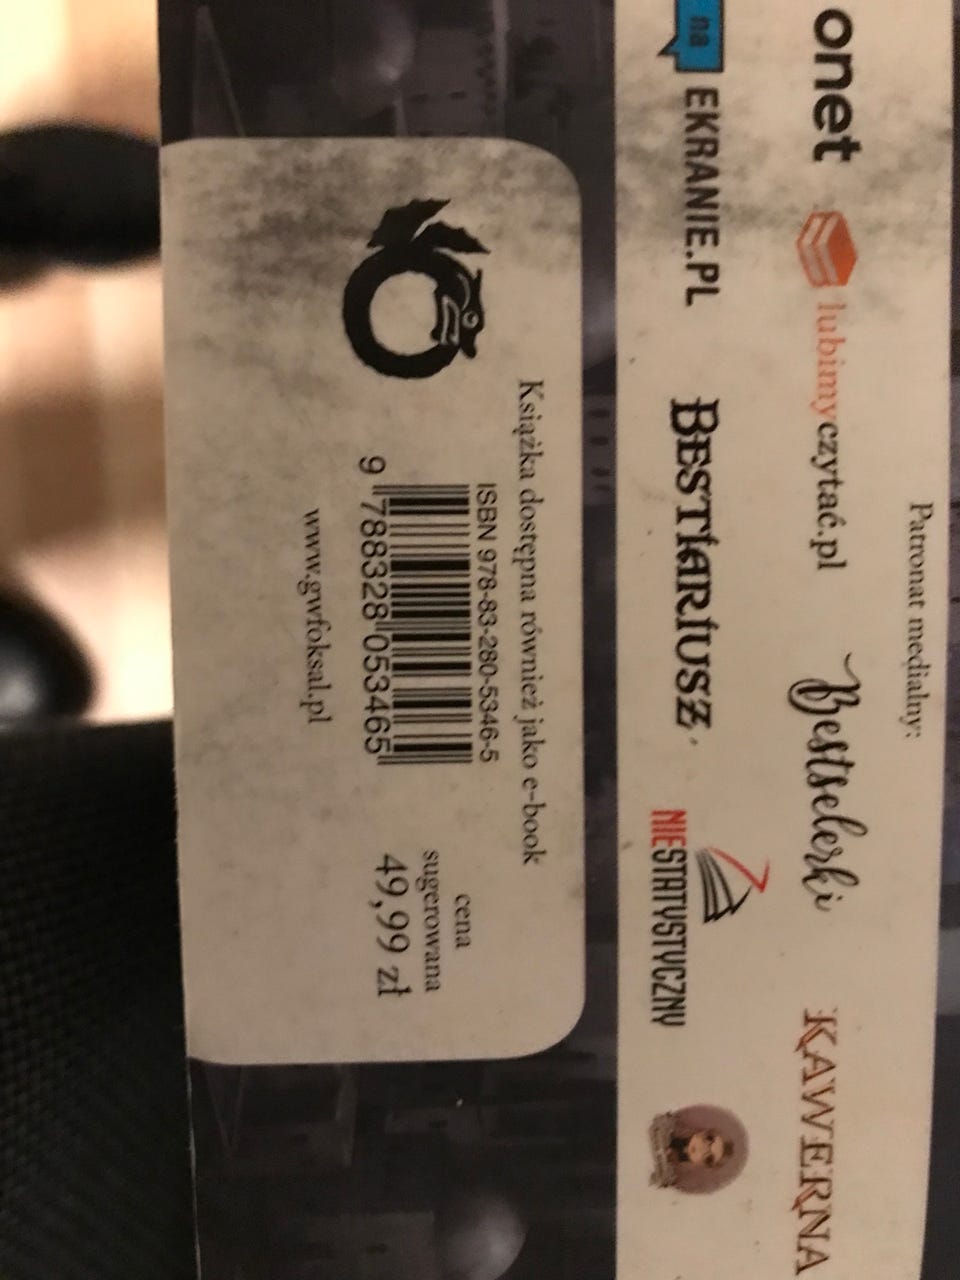 Patronat medialny:
onet lubimyczytać.pl Bestselerki KAWERNA
na EKRANIE.PL BESTIARIUSZ NIESTATYSTYCZNY
Książka dostępna również jako e-book
ISBN 978-83-280-5346-5
9 788328 053465
cena
sugerowana
49,99 zł
www.gwfoksal.pl